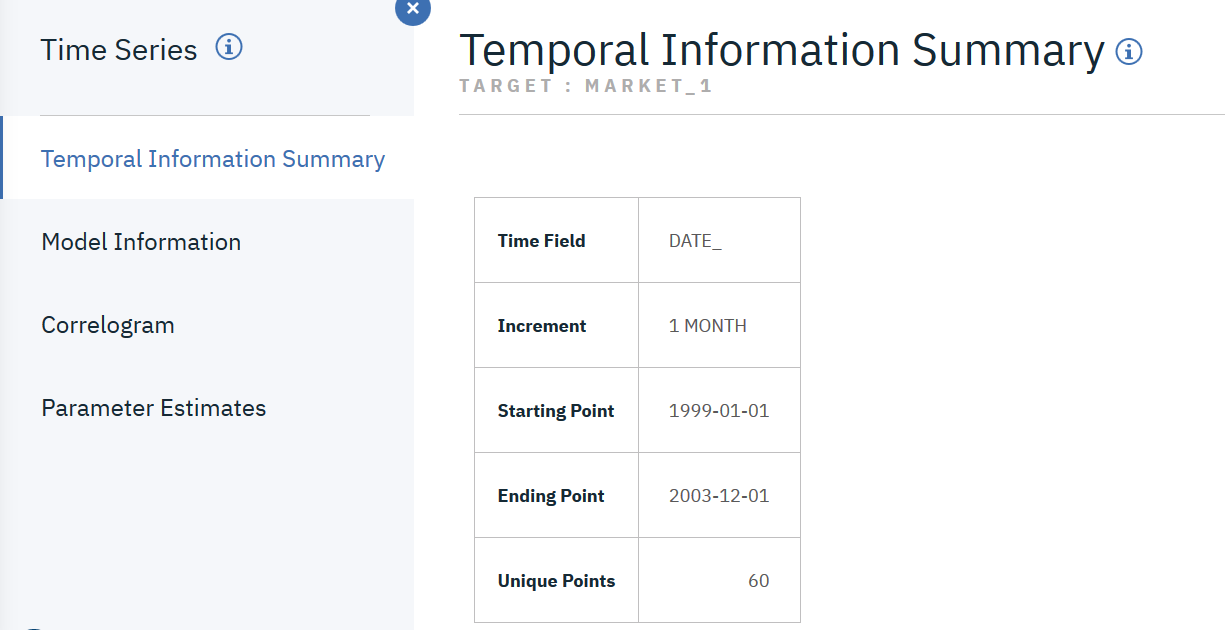 Time Series
Temporal Information Summary
Model Information
Correlogram
Parameter Estimates
Temporal Information Summary
TARGET : MARKET_1
Time Field DATE_
Increment 1 MONTH
Starting Point 1999-01-01
Ending Point 2003-12-01
Unique Points 60